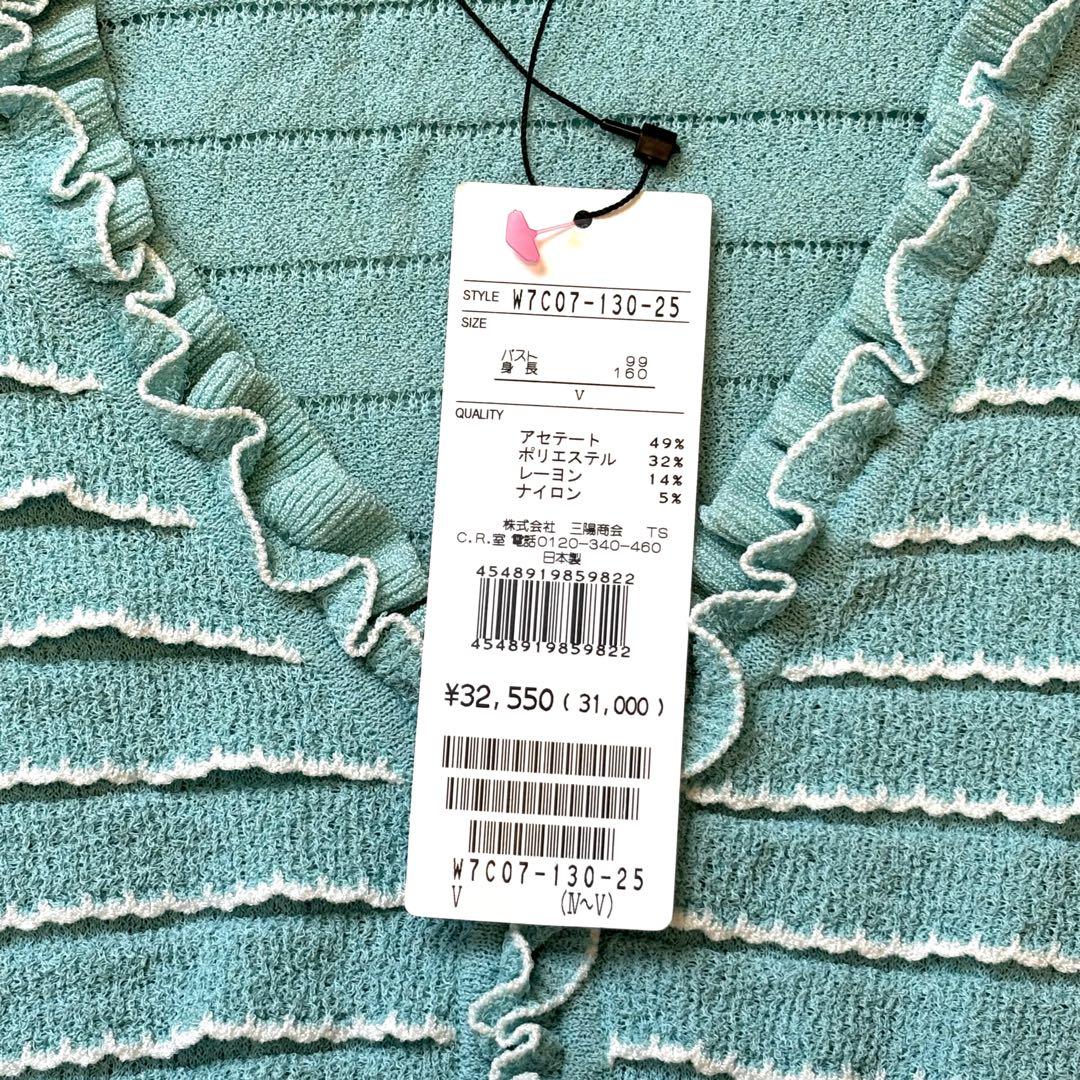 STYLE W7C07-130-25
SIZE
バスト 99
身長 160
V
QUALITY
アセテート 49%
ポリエステル 32%
レーヨン 14%
ナイロン 5%
株式会社 三陽商会 TS
C.R.室 電話0120-340-460
日本製
4548919859822
4548919859822
¥32,550 ( 31,000 )
W7C07-130-25
V (Ⅳ~Ⅴ)